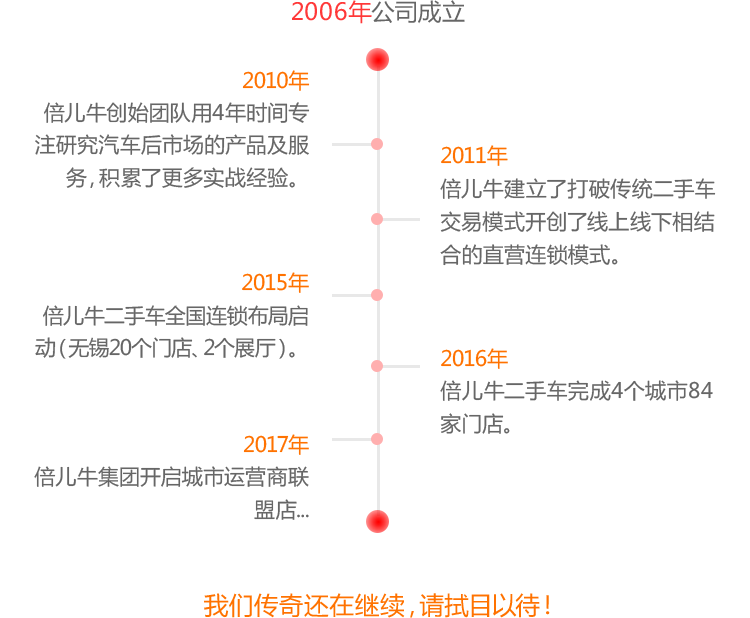 2006年公司成立
2010年
倍儿牛创始团队用4年时间专
注研究汽车后市场的产品及服
务,积累了更多实战经验。
2011年
倍儿牛建立了打破传统二手车
交易模式开创了线上线下相结
合的直营连锁模式。
2015年
倍儿牛二手车全国连锁布局启
动(无锡20个门店、2个展厅)。
2016年
倍儿牛二手车完成4个城市84
家门店。
2017年
倍儿牛集团开启城市运营商联
盟店...
我们传奇还在继续,请拭目以待!